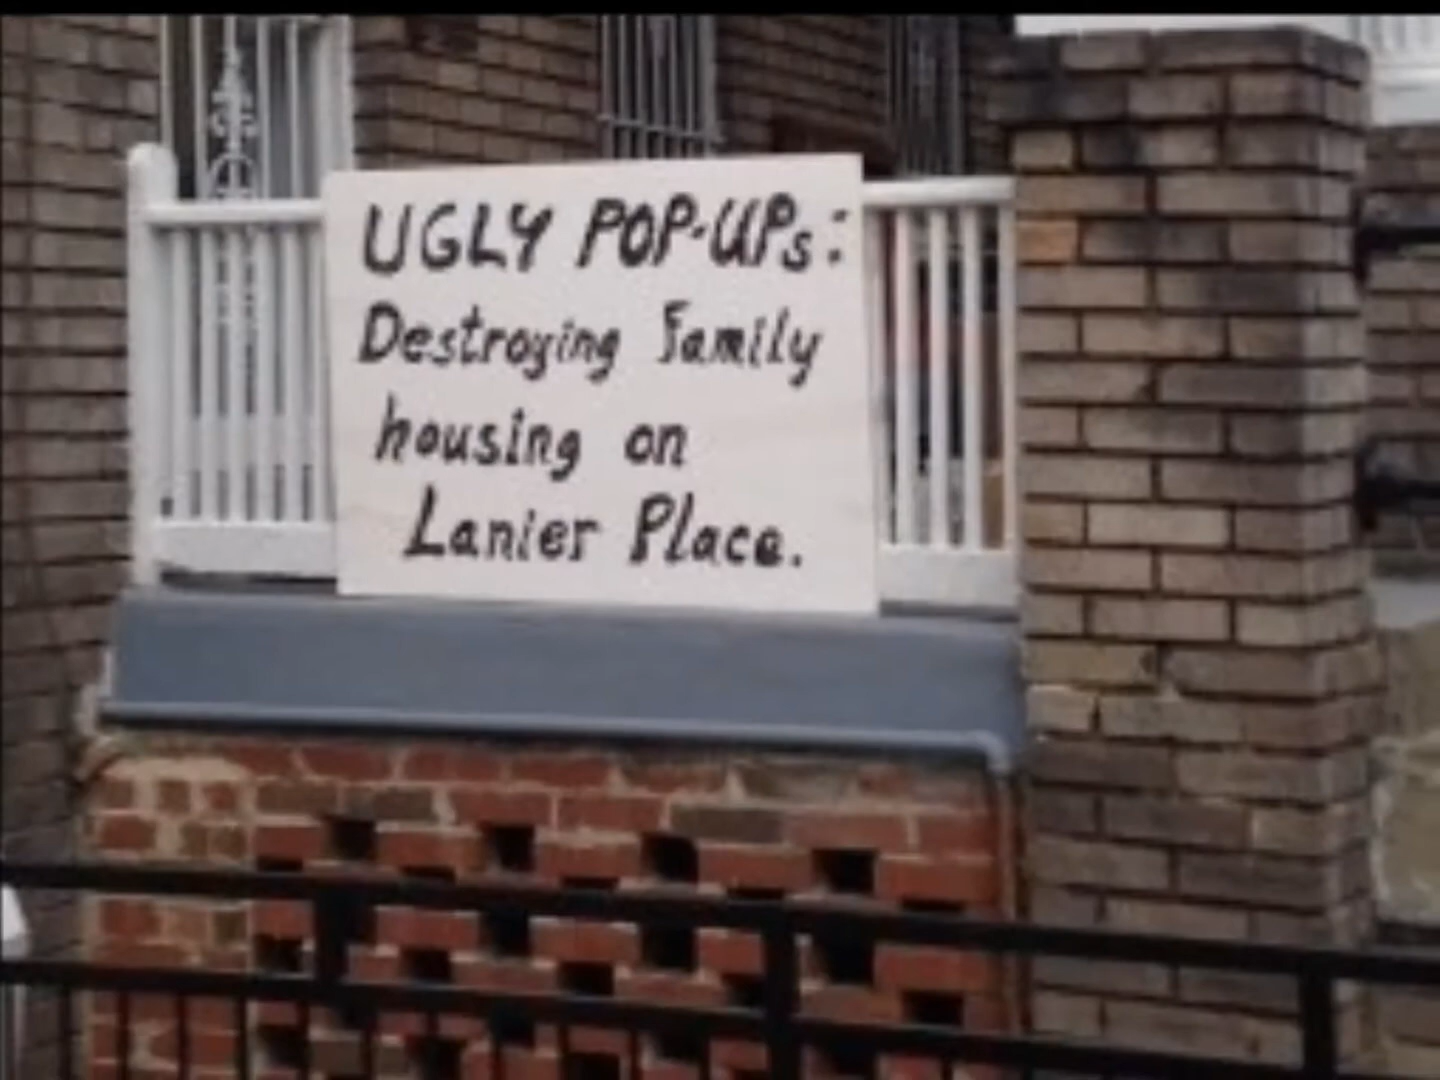 UGLY POP-UPs:
Destroying Family
housing on
Lanier Place.